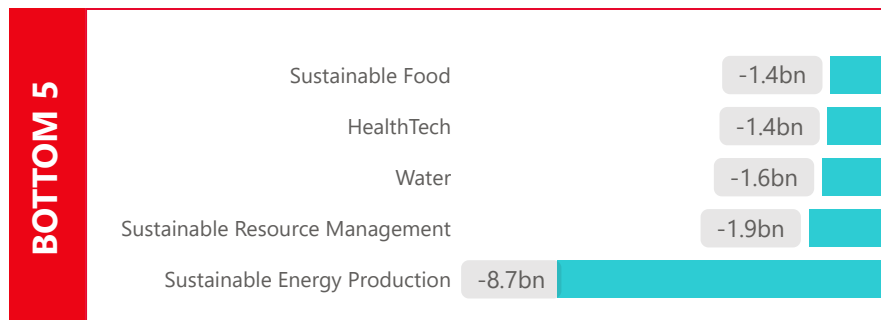 BOTTOM 5
Sustainable Food -1.4bn
HealthTech -1.4bn
Water -1.6bn
Sustainable Resource Management -1.9bn
Sustainable Energy Production -8.7bn